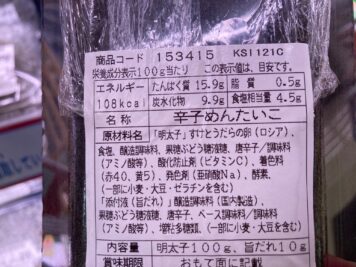 商品コード 153415 KS1121C
栄養成分表示100g当たり この表示値は、目安です。
エネルギー たんぱく質 15.9g 脂質 0.5g
108kcal 炭水化物 9.9g 食塩相当量 4.5g
名称 辛子めんたいこ
原材料名 「明太子」すけとうだらの卵(ロシア)、
食塩、醸造調味料、果糖ぶどう糖液糖、唐辛子/調味料
(アミノ酸等)、酸化防止剤(ビタミンC)、着色料
(赤40、黄5)、発色剤(亜硝酸Na)、酵素、
(一部に小麦・大豆・ゼラチンを含む)
「添付液(旨だれ)」醸造調味料(国内製造)、
果糖ぶどう糖液糖、唐辛子、ベース調味料/調味料
(アミノ酸等)、増粘多糖類、(一部に小麦・大豆を含む)
内容量 明太子100g、旨だれ10g
賞味期限 おもて面に記載